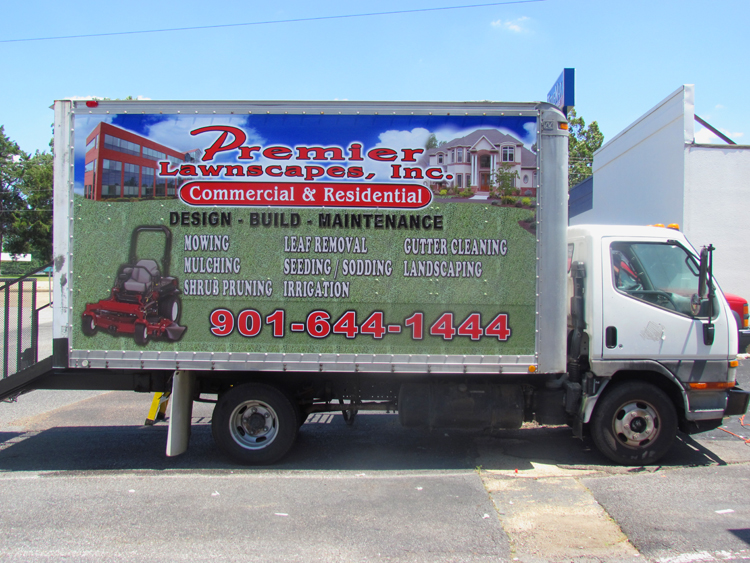 Premier
Lawnscapes, Inc.
Commercial & Residential
DESIGN - BUILD - MAINTENANCE
MOWING LEAF REMOVAL GUTTER CLEANING
MULCHING SEEDING / SODDING LANDSCAPING
SHRUB PRUNING IRRIGATION
901-644-1444